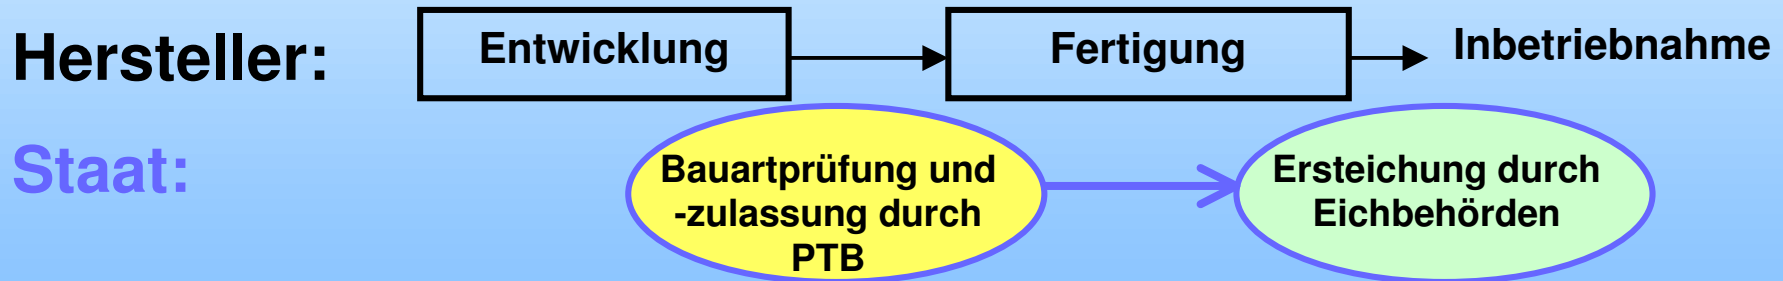 Hersteller:
Entwicklung
Fertigung
Inbetriebnahme
Staat:
Bauartprüfung und
-zulassung durch
PTB
Ersteichung durch
Eichbehörden